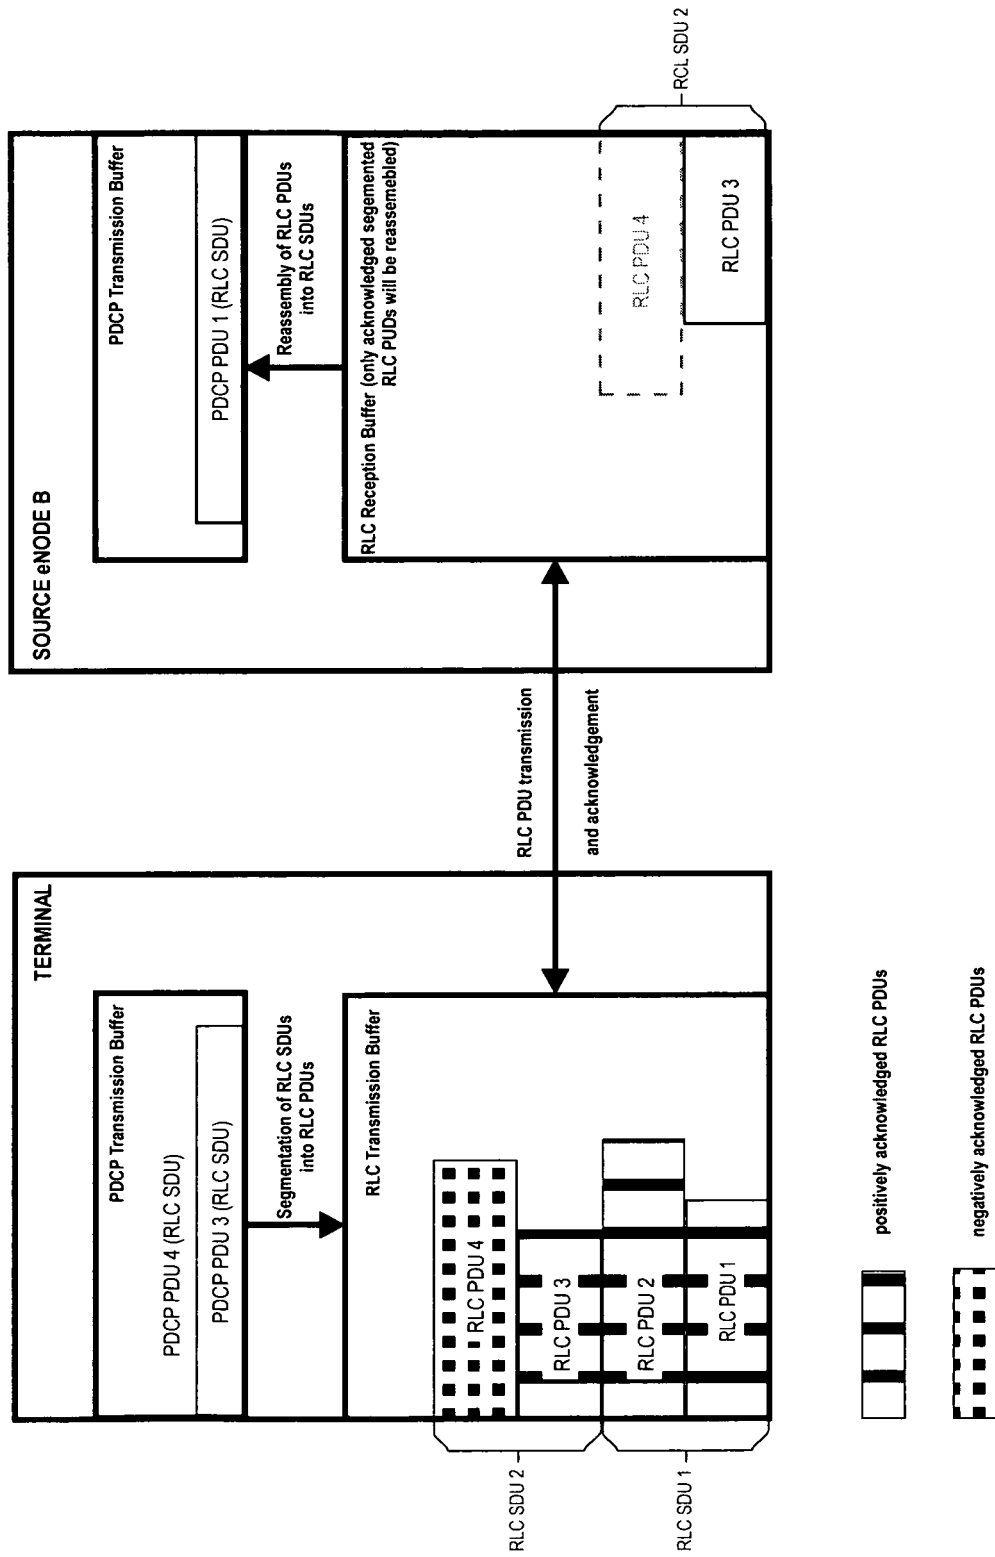 TERMINAL
PDCP Transmission Buffer
PDCP PDU 4 (RLC SDU)
PDCP PDU 3 (RLC SDU)
Segmentation of RLC SDUs
into RLC PDUs
RLC Transmission Buffer
RLC PDU 4
RLC PDU 3
RLC PDU 2
RLC PDU 1
RLC SDU 2
RLC SDU 1
RLC PDU transmission
and acknowledgement
SOURCE eNODE B
PDCP Transmission Buffer
PDCP PDU 1 (RLC SDU)
Reassembly of RLC PDUs
into RLC SDUs
RLC Reception Buffer (only acknowledged segemented
RLC PUDs will be reassemebled)
RLC PDU 4
RLC PDU 3
RCL SDU 2
positively acknowledged RLC PDUs
negatively acknowledged RLC PDUs